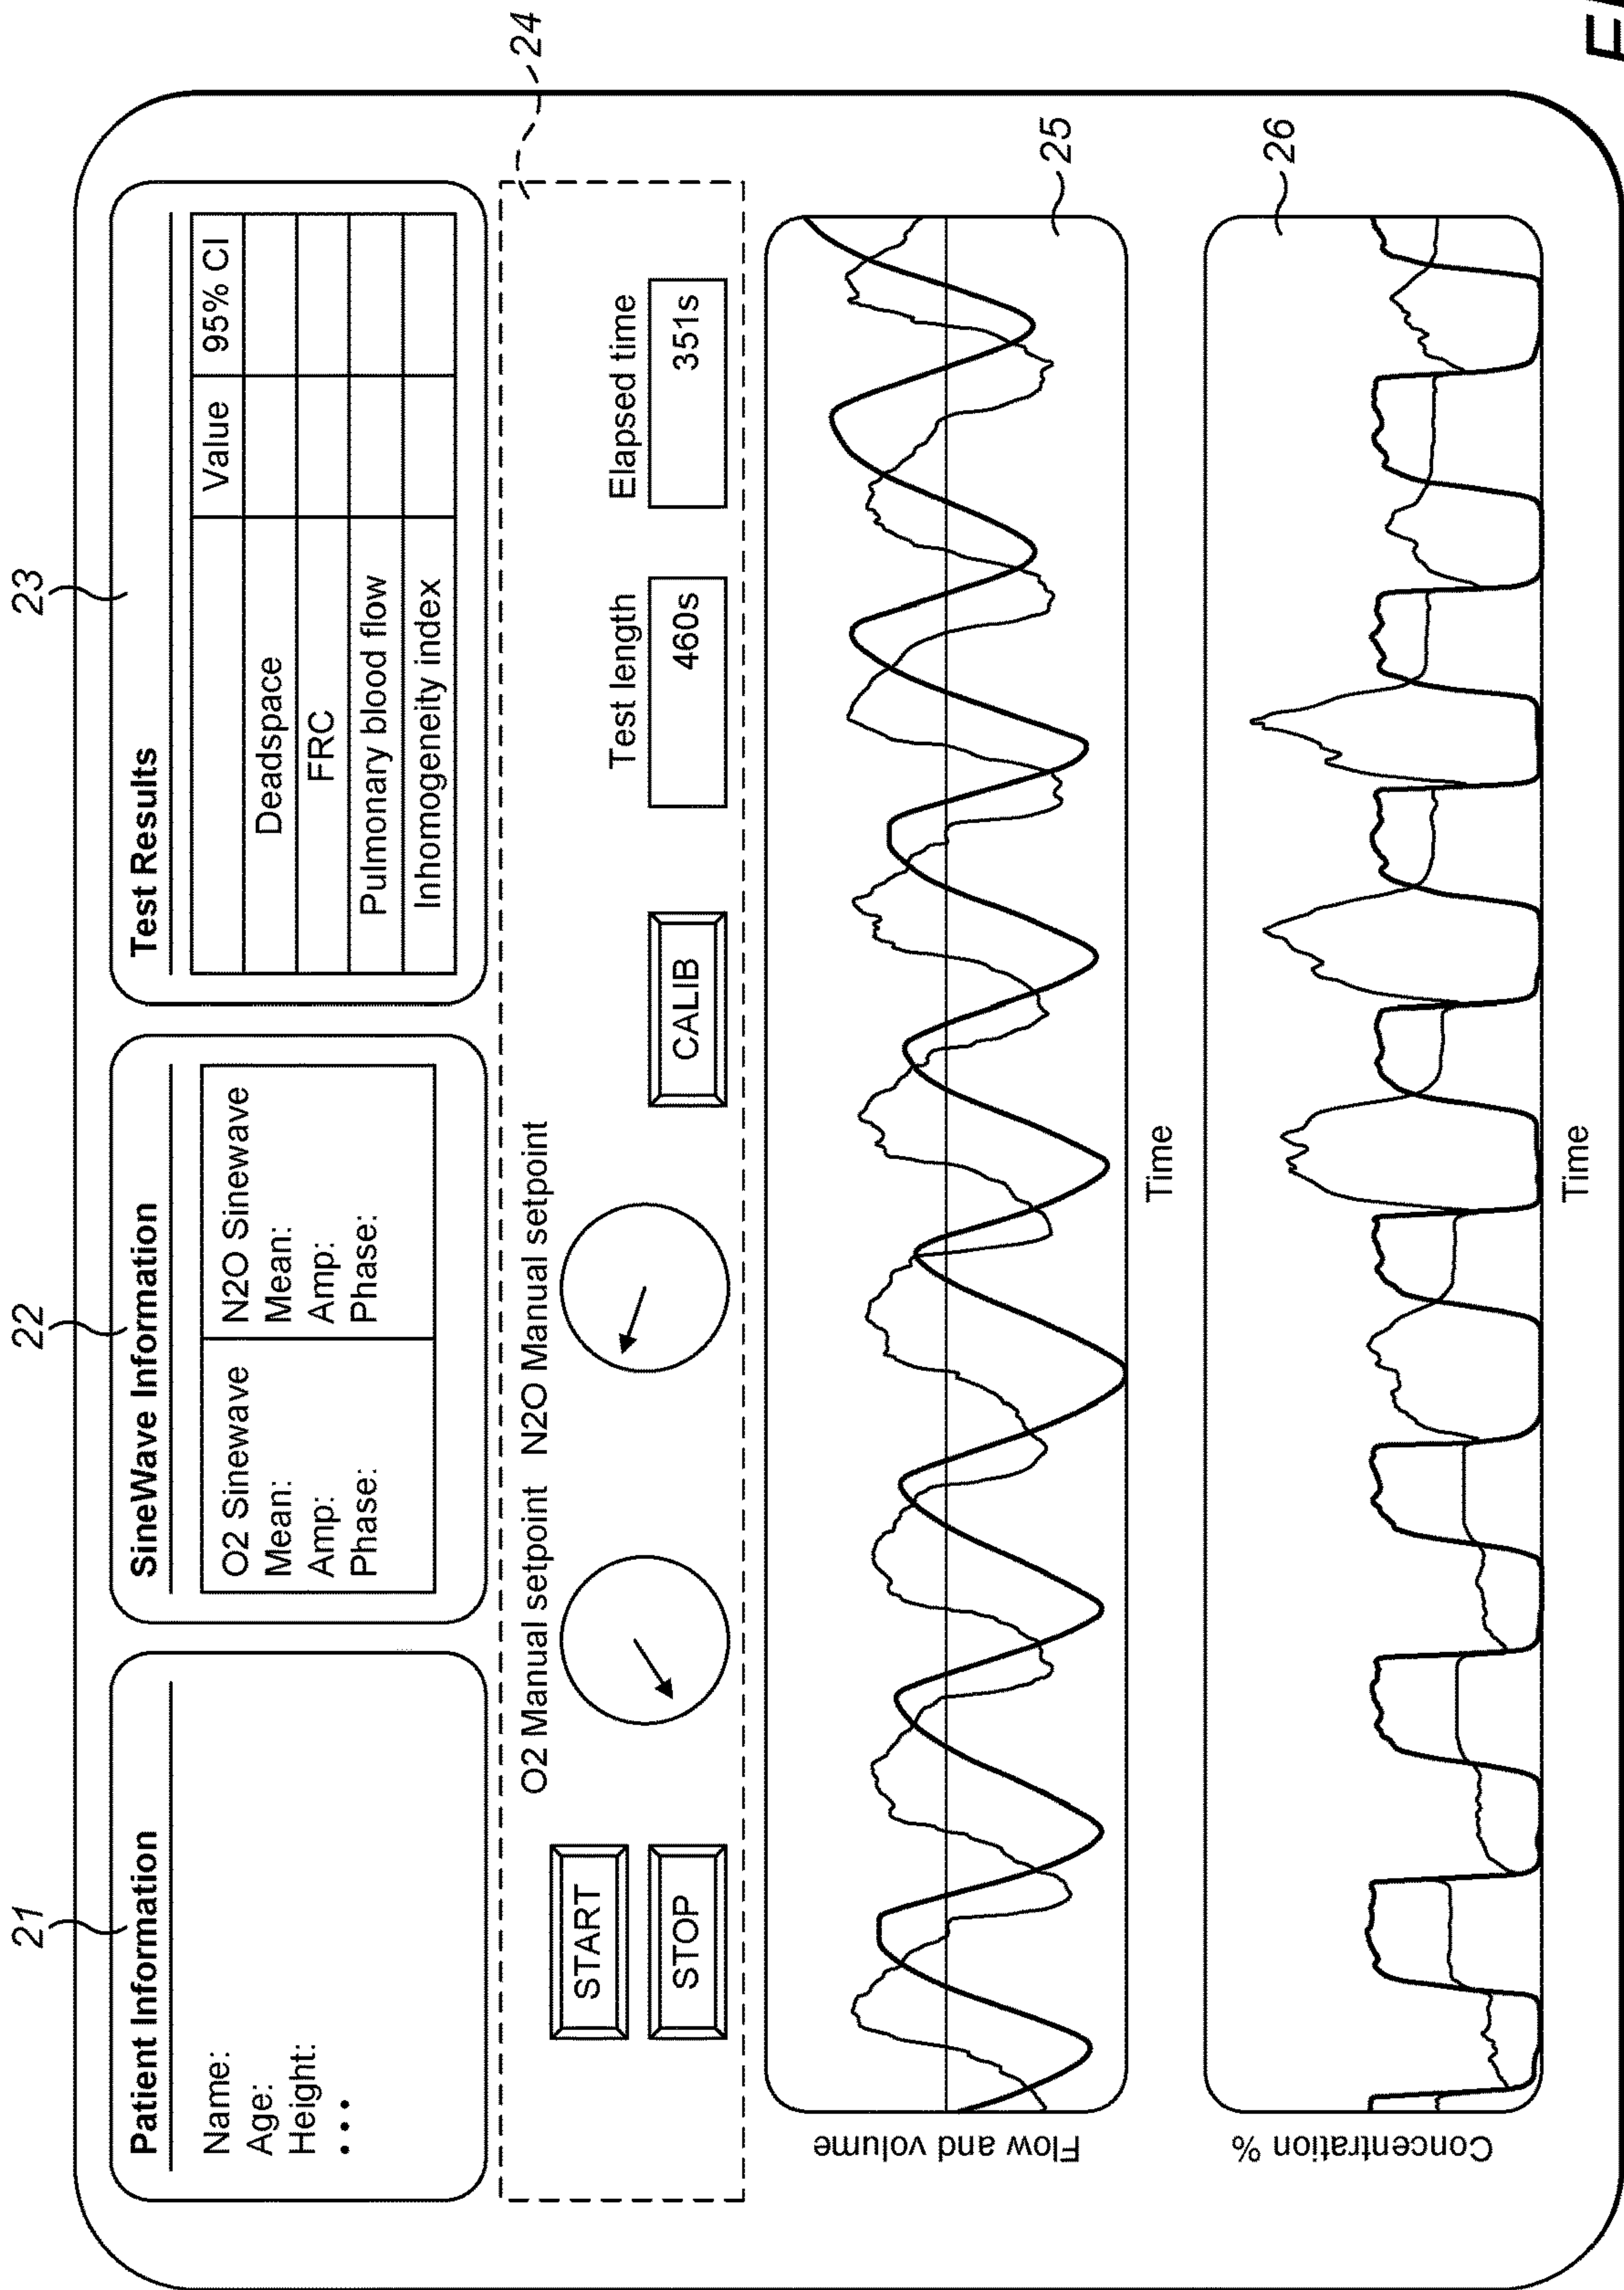 21
22
23
Patient Information
Name:
Age:
Height:
• • •
SineWave Information
O2 Sinewave
Mean:
Amp:
Phase:
N2O Sinewave
Mean:
Amp:
Phase:
Test Results
Value 95% CI
Deadspace
FRC
Pulmonary blood flow
Inhomogeneity index
24
START
STOP
O2 Manual setpoint
N2O Manual setpoint
CALIB
Test length
460s
Elapsed time
351s
Flow and volume
25
Time
Concentration %
26
Time